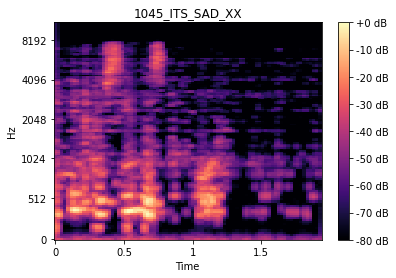 1045_ITS_SAD_XX
8192
4096
2048
1024
512
0
Hz
0
0.5
1
1.5
Time
+0 dB
-10 dB
-20 dB
-30 dB
-40 dB
-50 dB
-60 dB
-70 dB
-80 dB